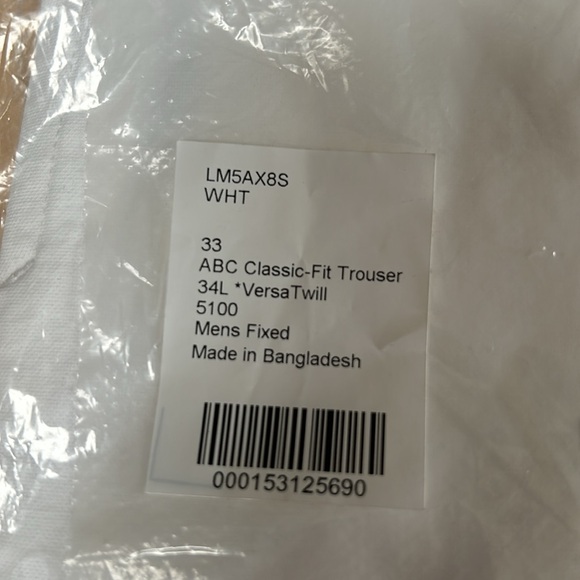 LM5AX8S
WHT
33
ABC Classic-Fit Trouser
34L *VersaTwill
5100
Mens Fixed
Made in Bangladesh
000153125690